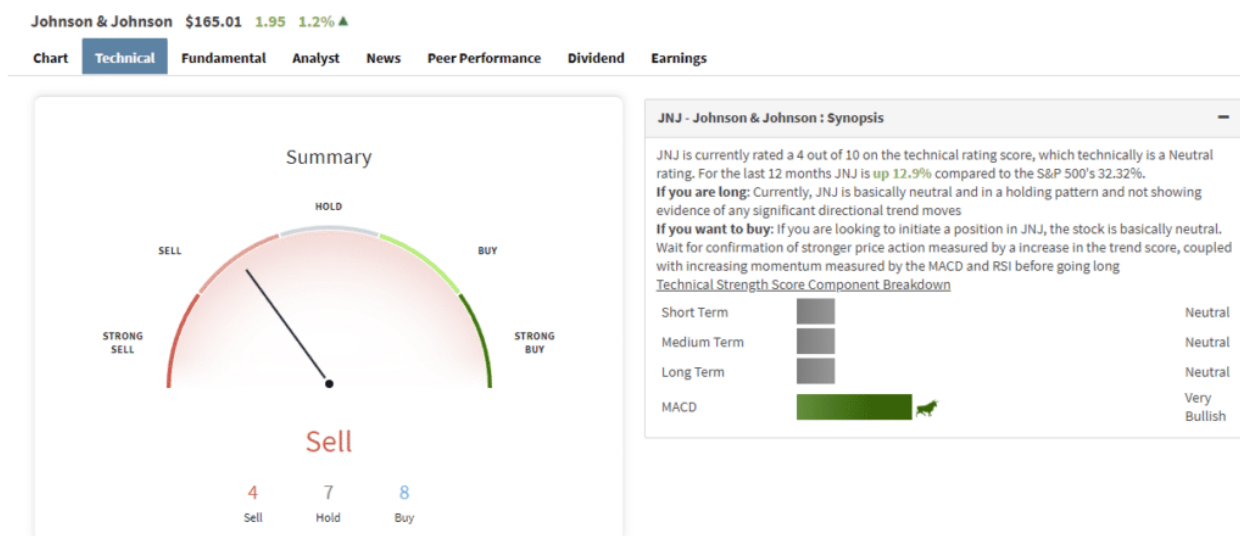 Johnson & Johnson $165.01 1.95 1.2%
Chart Technical Fundamental Analyst News Peer Performance Dividend Earnings
Summary
HOLD
SELL
BUY
STRONG
SELL
STRONG
BUY
Sell
4 7 8
Sell Hold Buy
JNJ - Johnson & Johnson : Synopsis
JNJ is currently rated a 4 out of 10 on the technical rating score, which technically is a Neutral
rating. For the last 12 months JNJ is up 12.9% compared to the S&P 500's 32.32%.
If you are long: Currently, JNJ is basically neutral and in a holding pattern and not showing
evidence of any significant directional trend moves
If you want to buy: If you are looking to initiate a position in JNJ, the stock is basically neutral.
Wait for confirmation of stronger price action measured by a increase in the trend score, coupled
with increasing momentum measured by the MACD and RSI before going long
Technical Strength Score Component Breakdown
Short Term Neutral
Medium Term Neutral
Long Term Neutral
MACD Very
Bullish